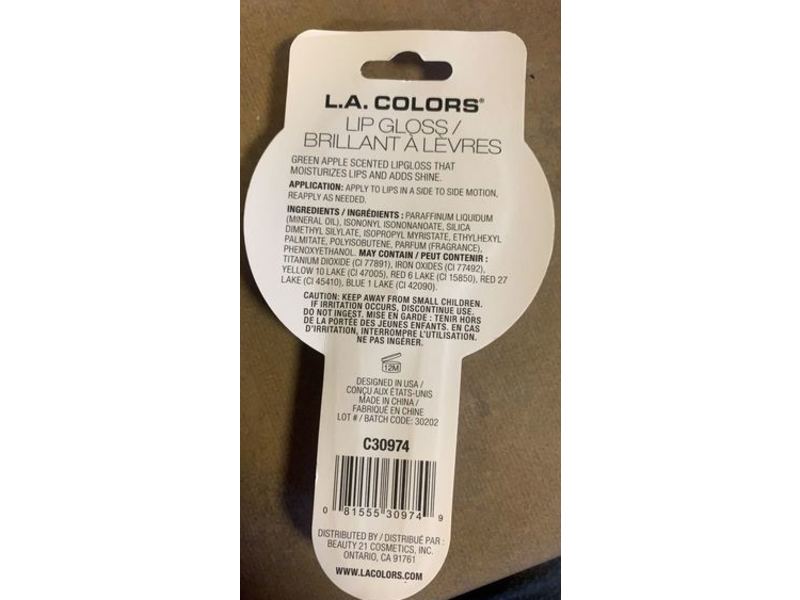 L.A. COLORS®
LIP GLOSS /
BRILLANT À LÈVRES
GREEN APPLE SCENTED LIPGLOSS THAT
MOISTURIZES LIPS AND ADDS SHINE.
APPLICATION: APPLY TO LIPS IN A SIDE TO SIDE MOTION,
REAPPLY AS NEEDED.
INGREDIENTS / INGRÉDIENTS : PARAFFINUM LIQUIDUM
(MINERAL OIL), ISONONYL ISONONANOATE, SILICA
DIMETHYL SILYLATE, ISOPROPYL MYRISTATE, ETHYLHEXYL
PALMITATE, POLYISOBUTENE, PARFUM (FRAGRANCE),
PHENOXYETHANOL. MAY CONTAIN / PEUT CONTENIR :
TITANIUM DIOXIDE (CI 77891), IRON OXIDES (CI 77492),
YELLOW 10 LAKE (CI 47005), RED 6 LAKE (CI 15850), RED 27
LAKE (CI 45410), BLUE 1 LAKE (CI 42090).
CAUTION: KEEP AWAY FROM SMALL CHILDREN.
IF IRRITATION OCCURS, DISCONTINUE USE.
DO NOT INGEST. MISE EN GARDE : TENIR HORS
DE LA PORTÉE DES JEUNES ENFANTS. EN CAS
D'IRRITATION, INTERROMPRE L'UTILISATION.
NE PAS INGÉRER.
12M
DESIGNED IN USA /
CONÇU AUX ÉTATS-UNIS
MADE IN CHINA /
FABRIQUÉ EN CHINE
LOT # / BATCH CODE: 30202
C30974
0 81555 30974 9
DISTRIBUTED BY / DISTRIBUÉ PAR :
BEAUTY 21 COSMETICS, INC.
ONTARIO, CA 91761
WWW.LACOLORS.COM